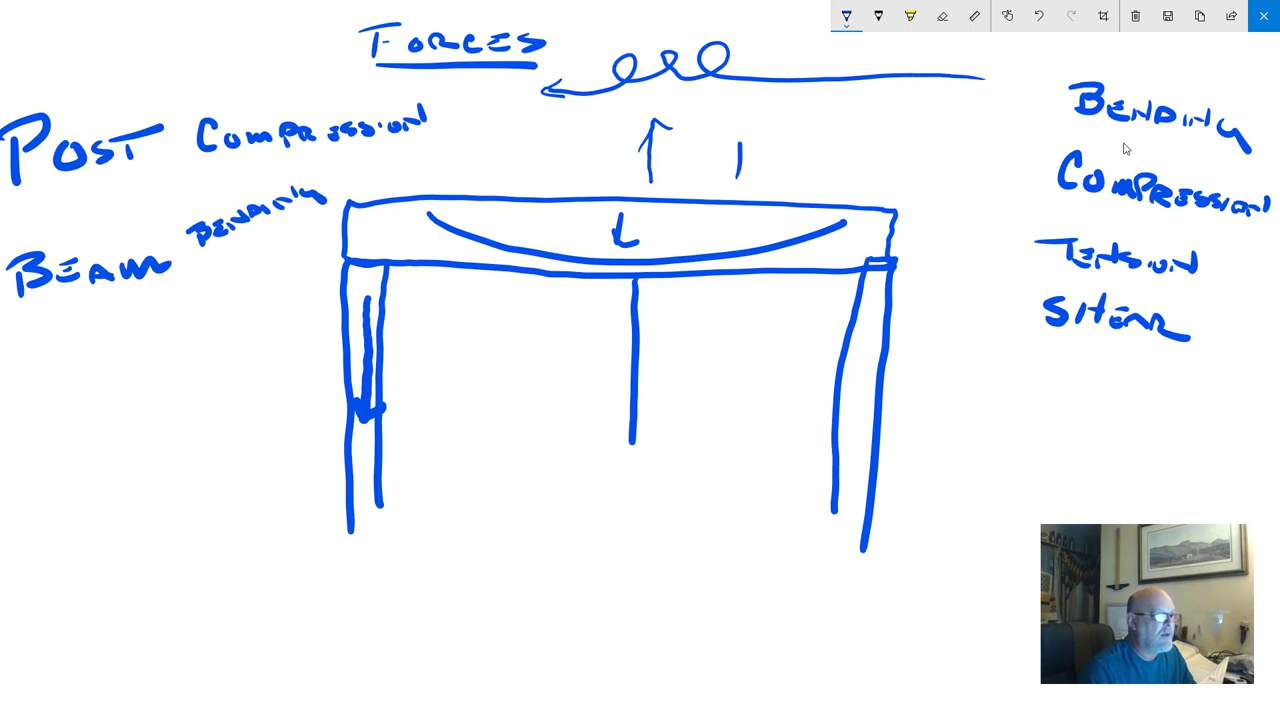 FORCES
POST COMPRESSION
BENDING
BEAM
BENDING
COMPRESSION
TENSION
SHEAR